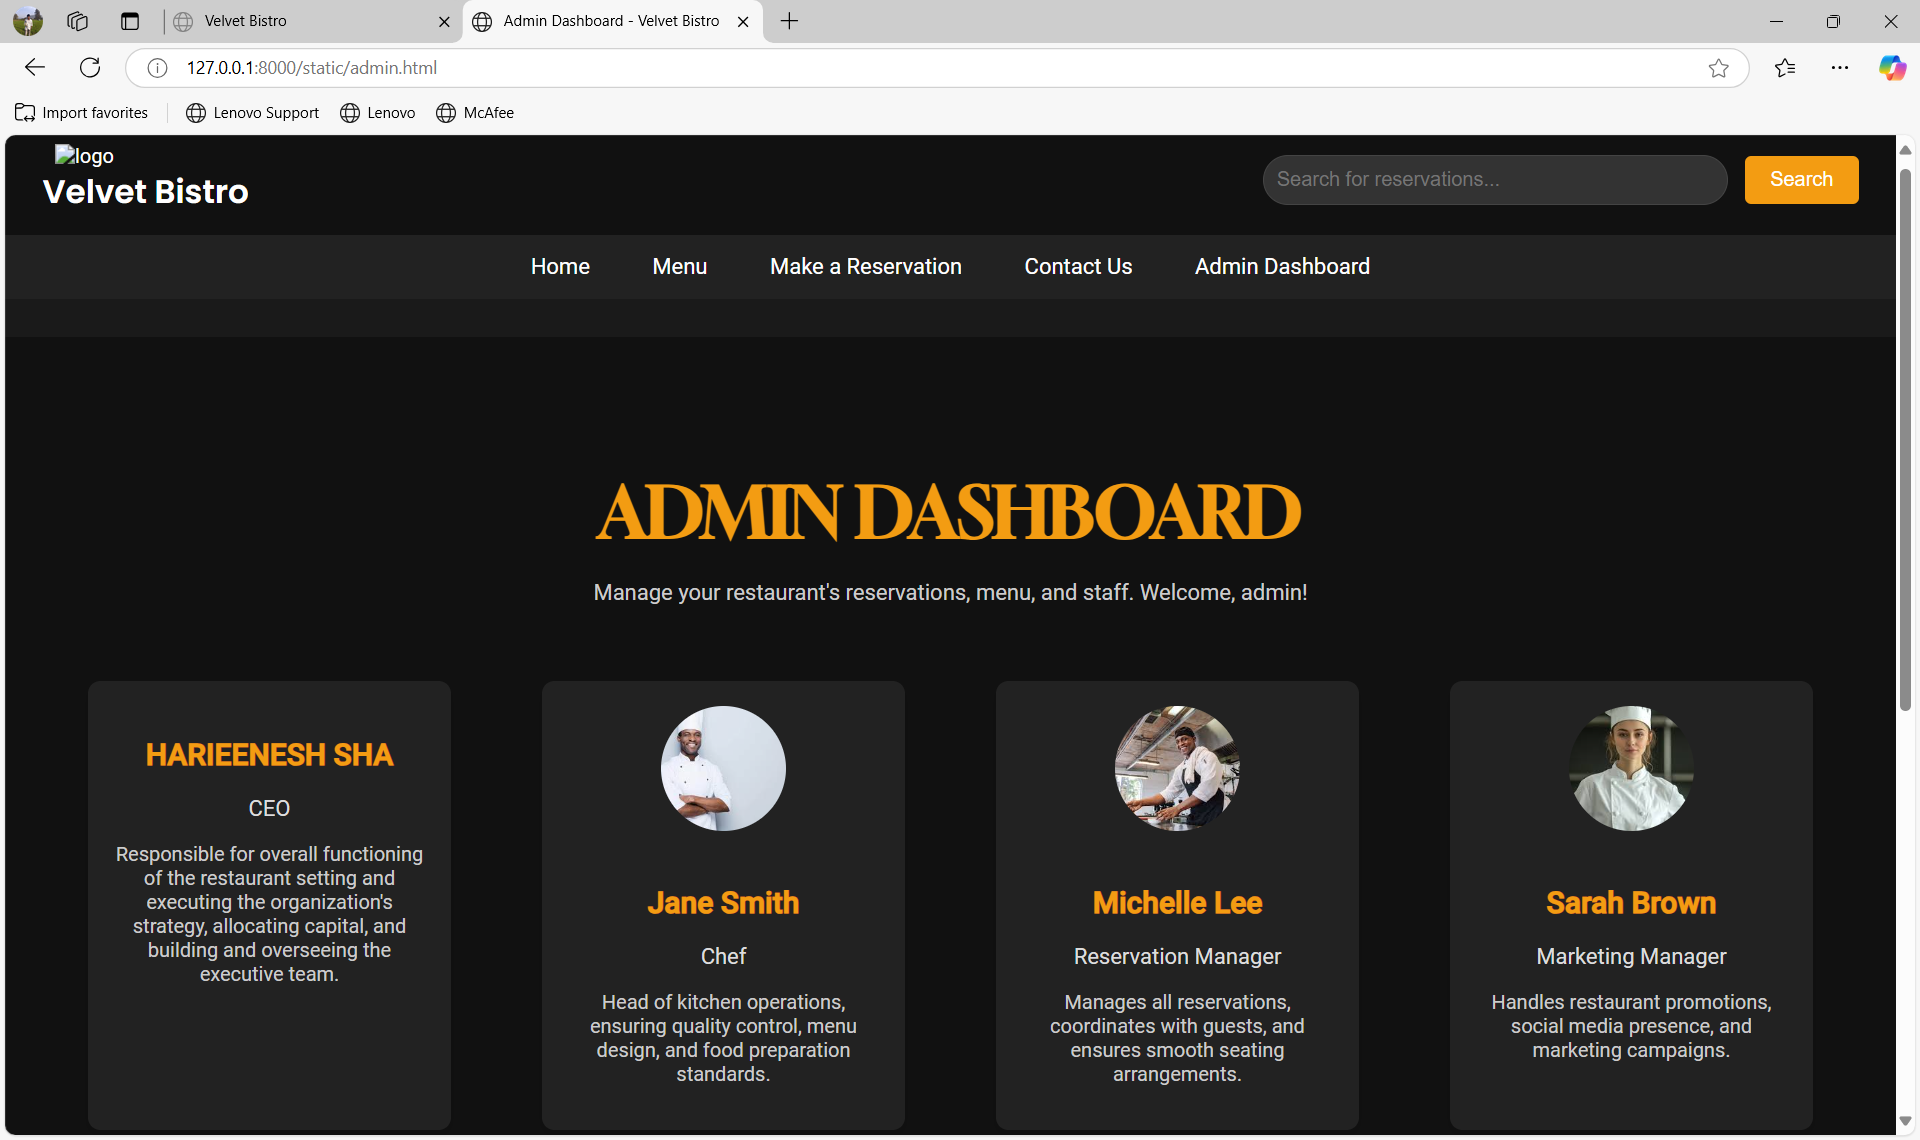 Velvet Bistro
Admin Dashboard - Velvet Bistro
127.0.0.1:8000/static/admin.html
Import favorites
Lenovo Support
Lenovo
McAfee
logo
Velvet Bistro
Search for reservations...
Search
Home
Menu
Make a Reservation
Contact Us
Admin Dashboard
ADMIN DASHBOARD
Manage your restaurant's reservations, menu, and staff. Welcome, admin!
HARIEENESH SHA
CEO
Responsible for overall functioning
of the restaurant setting and
executing the organization's
strategy, allocating capital, and
building and overseeing the
executive team.
Jane Smith
Chef
Head of kitchen operations,
ensuring quality control, menu
design, and food preparation
standards.
Michelle Lee
Reservation Manager
Manages all reservations,
coordinates with guests, and
ensures smooth seating
arrangements.
Sarah Brown
Marketing Manager
Handles restaurant promotions,
social media presence, and
marketing campaigns.